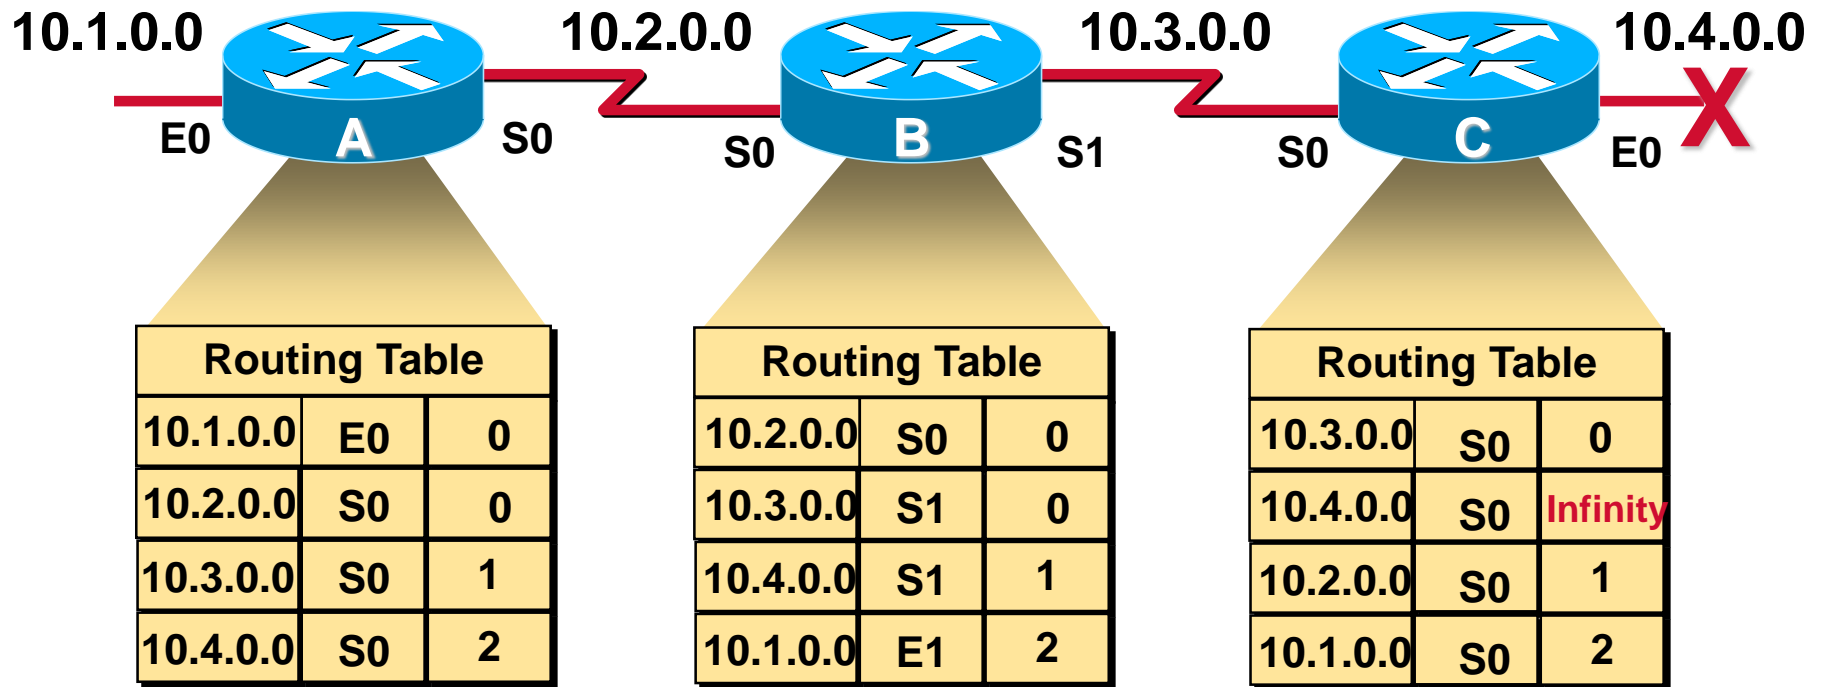 10.1.0.0 10.2.0.0 10.3.0.0 10.4.0.0
E0 A S0 S0 B S1 S0 C E0 X
Routing Table
10.1.0.0 E0 0
10.2.0.0 S0 0
10.3.0.0 S0 1
10.4.0.0 S0 2
Routing Table
10.2.0.0 S0 0
10.3.0.0 S1 0
10.4.0.0 S1 1
10.1.0.0 E1 2
Routing Table
10.3.0.0 S0 0
10.4.0.0 S0 Infinity
10.2.0.0 S0 1
10.1.0.0 S0 2